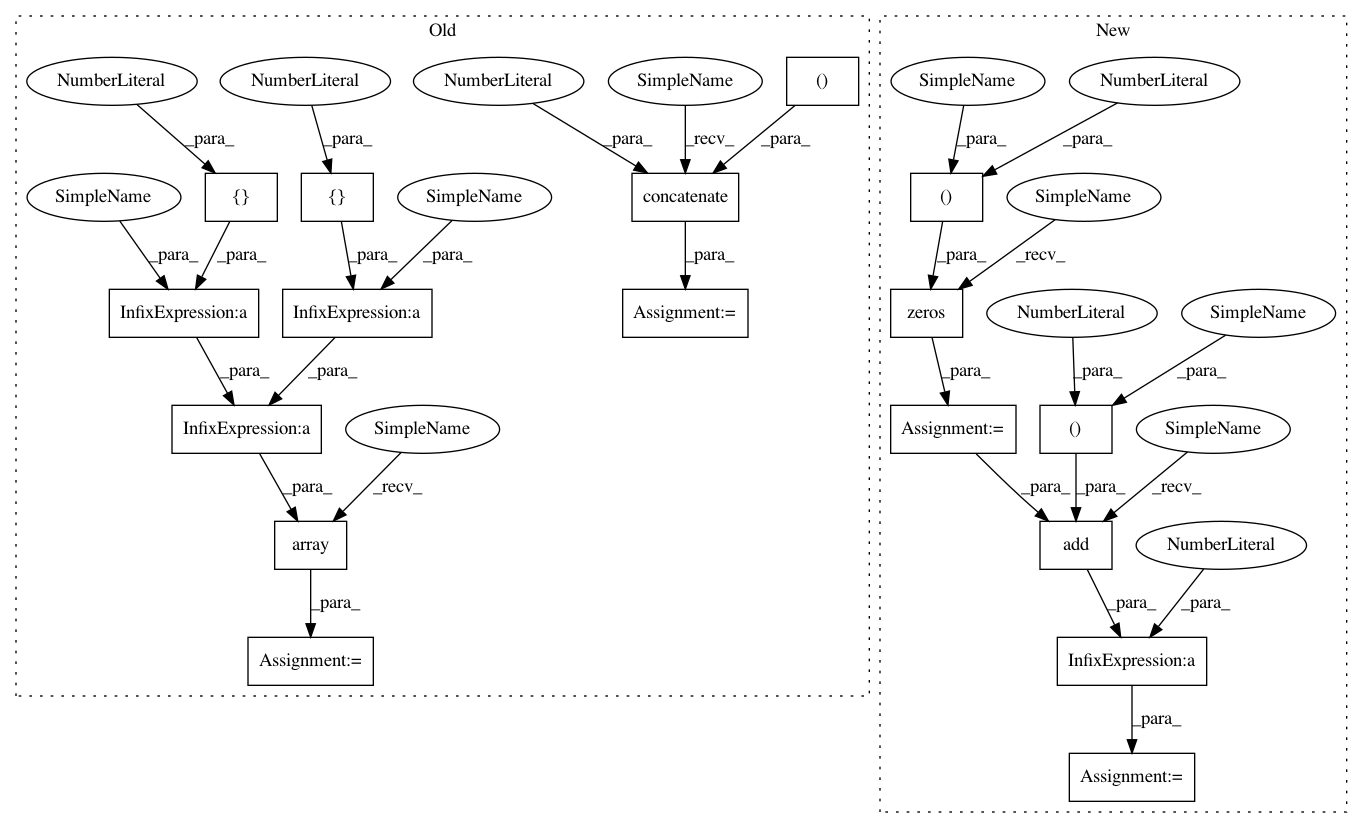 Old
New
NumberLiteral
NumberLiteral
NumberLiteral
SimpleName
()
SimpleName
NumberLiteral
_para_
_para_
_para_
_recv_
_para_
_para_
_para_
SimpleName
{}
{}
SimpleName
concatenate
()
SimpleName
_para_
_para_
_para_
_para_
_para_
_para_
_recv_
InfixExpression:a
InfixExpression:a
Assignment:=
zeros
NumberLiteral
SimpleName
_para_
_para_
_para_
_para_
_para_
InfixExpression:a
SimpleName
Assignment:=
()
SimpleName
_para_
_recv_
_para_
_para_
_recv_
array
add
NumberLiteral
_para_
_para_
_para_
Assignment:=
InfixExpression:a
_para_
Assignment:=